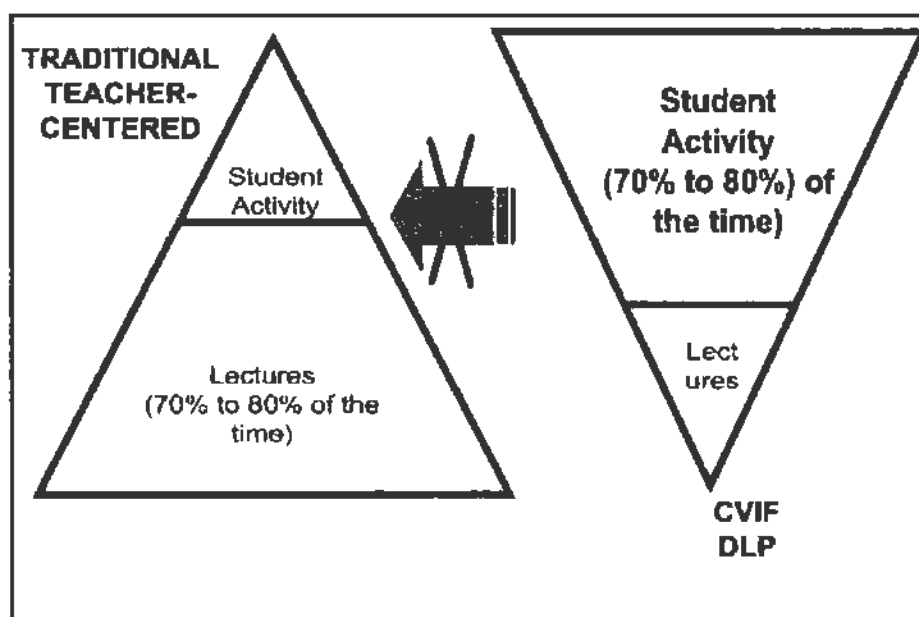 TRADITIONAL
TEACHER-
CENTERED
Student
Activity
Lectures
(70% to 80% of the
time)
Student
Activity
(70% to 80%) of
the time)
Lect
ures
CVIF
DLP